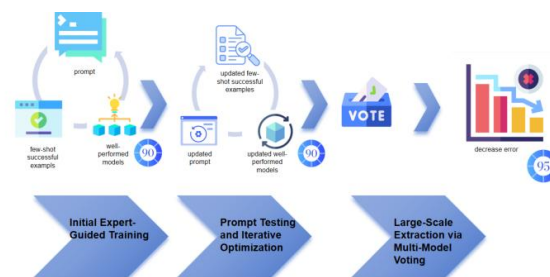 prompt
few-shot
successful
exampls
well-
performed
models
90
updated few-
shot successful
examples
updated
prompt
updated well-
performed
models
90
VOTE
decrease error
95
Initial Expert-
Guided Training
Prompt Testing
and Iterative
Optimization
Large-Scale
Extraction via
Multi-Model
Voting